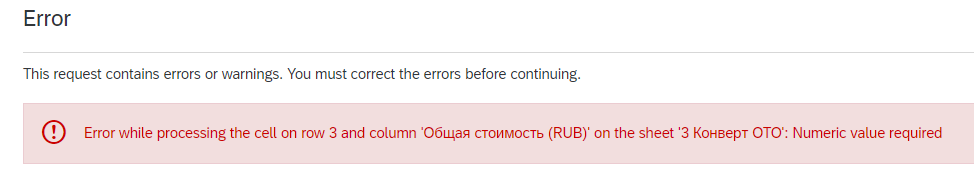 Error
This request contains errors or warnings. You must correct the errors before continuing.
Error while processing the cell on row 3 and column 'Общая стоимость (RUB)' on the sheet '3 Конверт ОТО': Numeric value required